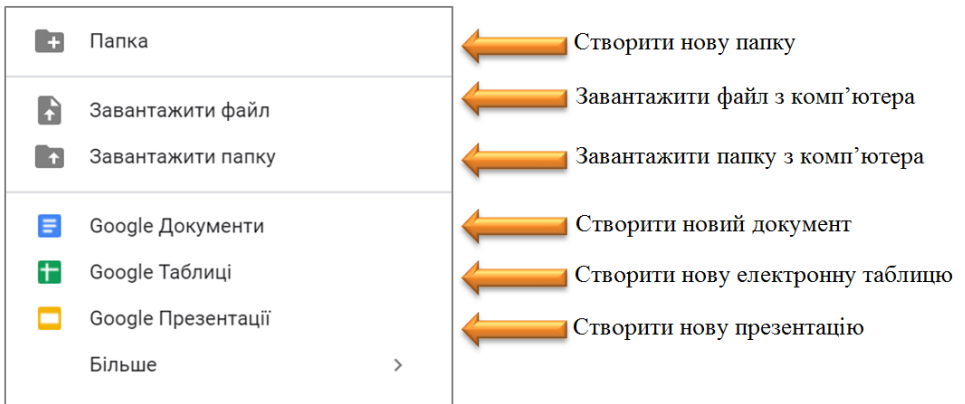 Папка
Створити нову папку
Завантажити файл
Завантажити файл з комп’ютера
Завантажити папку
Завантажити папку з комп’ютера
Google Документи
Створити новий документ
Google Таблиці
Створити нову електронну таблицю
Google Презентації
Створити нову презентацію
Більше